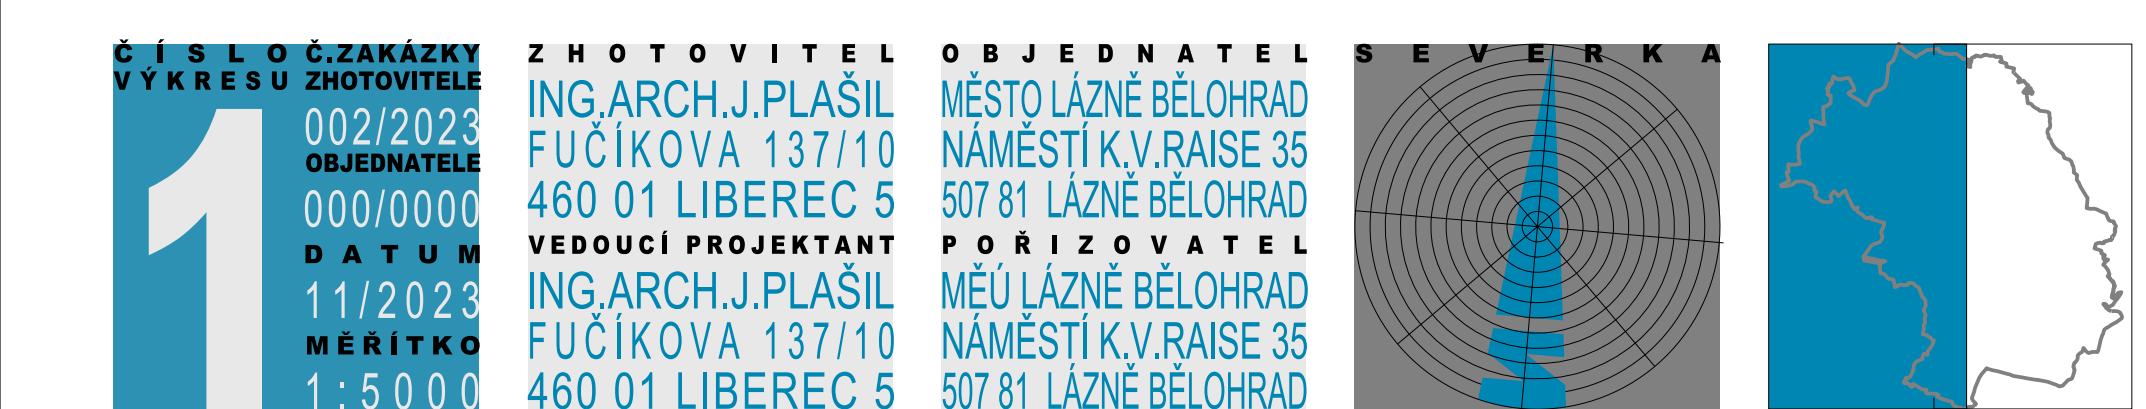 ČÍSLO
VÝKRESU
1
Č.ZAKÁZKY
ZHOTOVITELE
002/2023
OBJEDNATELE
000/0000
DATUM
11/2023
MĚŘÍTKO
1:5000
ZHOTOVITEL
ING.ARCH.J.PLAŠIL
FUČÍKOVA 137/10
460 01 LIBEREC 5
VEDOUCÍ PROJEKTANT
ING.ARCH.J.PLAŠIL
FUČÍKOVA 137/10
460 01 LIBEREC 5
OBJEDNATEL
MĚSTO LÁZNĚ BĚLOHRAD
NÁMĚSTÍ K.V.RAISE 35
507 81 LÁZNĚ BĚLOHRAD
POŘIZOVATEL
MĚÚ LÁZNĚ BĚLOHRAD
NÁMĚSTÍ K.V.RAISE 35
507 81 LÁZNĚ BĚLOHRAD
SEVERKA